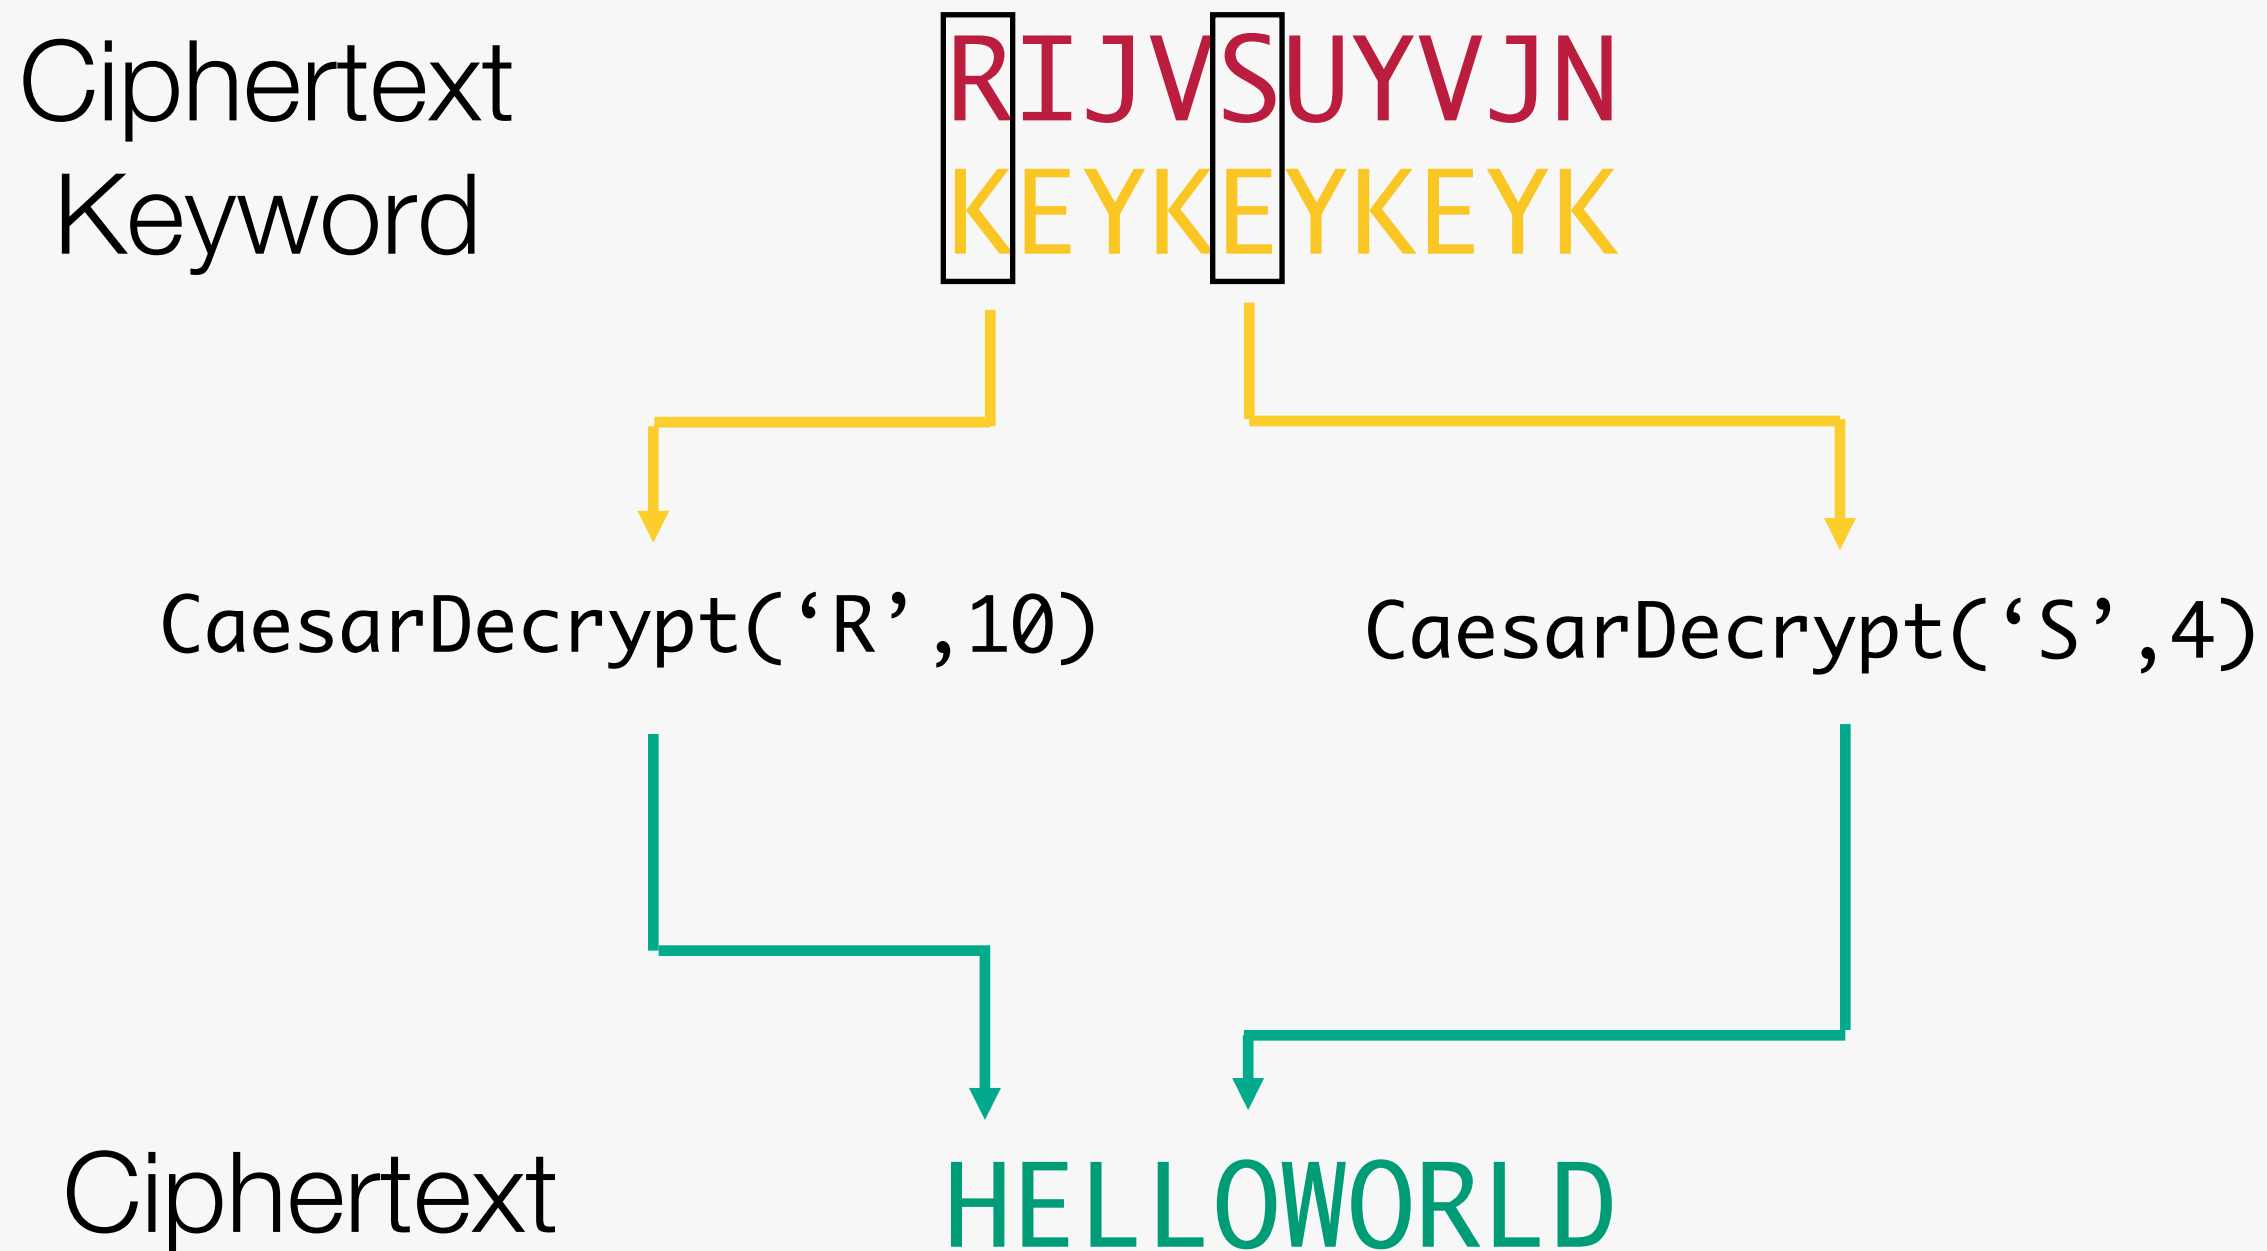 Ciphertext RIJVSUYVJN
Keyword KEYKEYKEYK
CaesarDecrypt(‘R’,10) CaesarDecrypt(‘S’,4)
Ciphertext HELLOWORLD